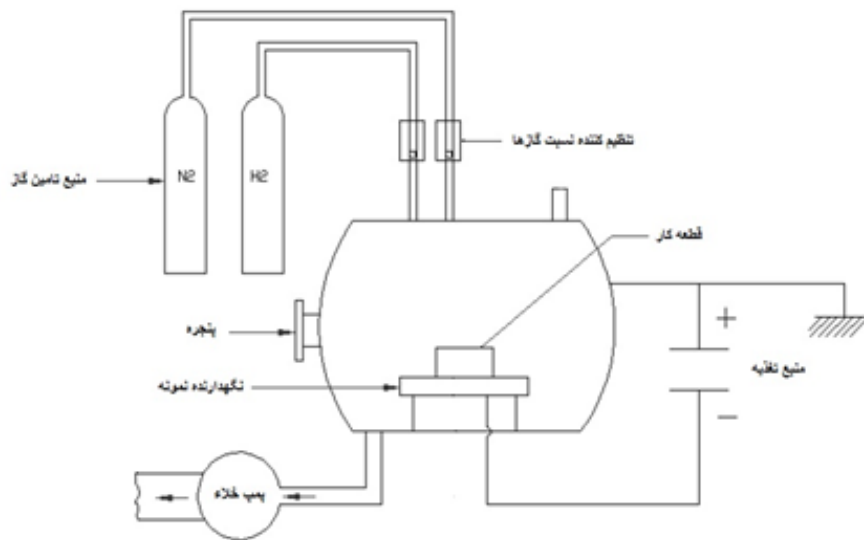 تنظیم کننده نسبت گازها
منبع تامین گاز
N2
H2
قطعه کار
پنجره
+
منبع تغذیه
نگهدارنده نمونه
−
پمپ خلاء